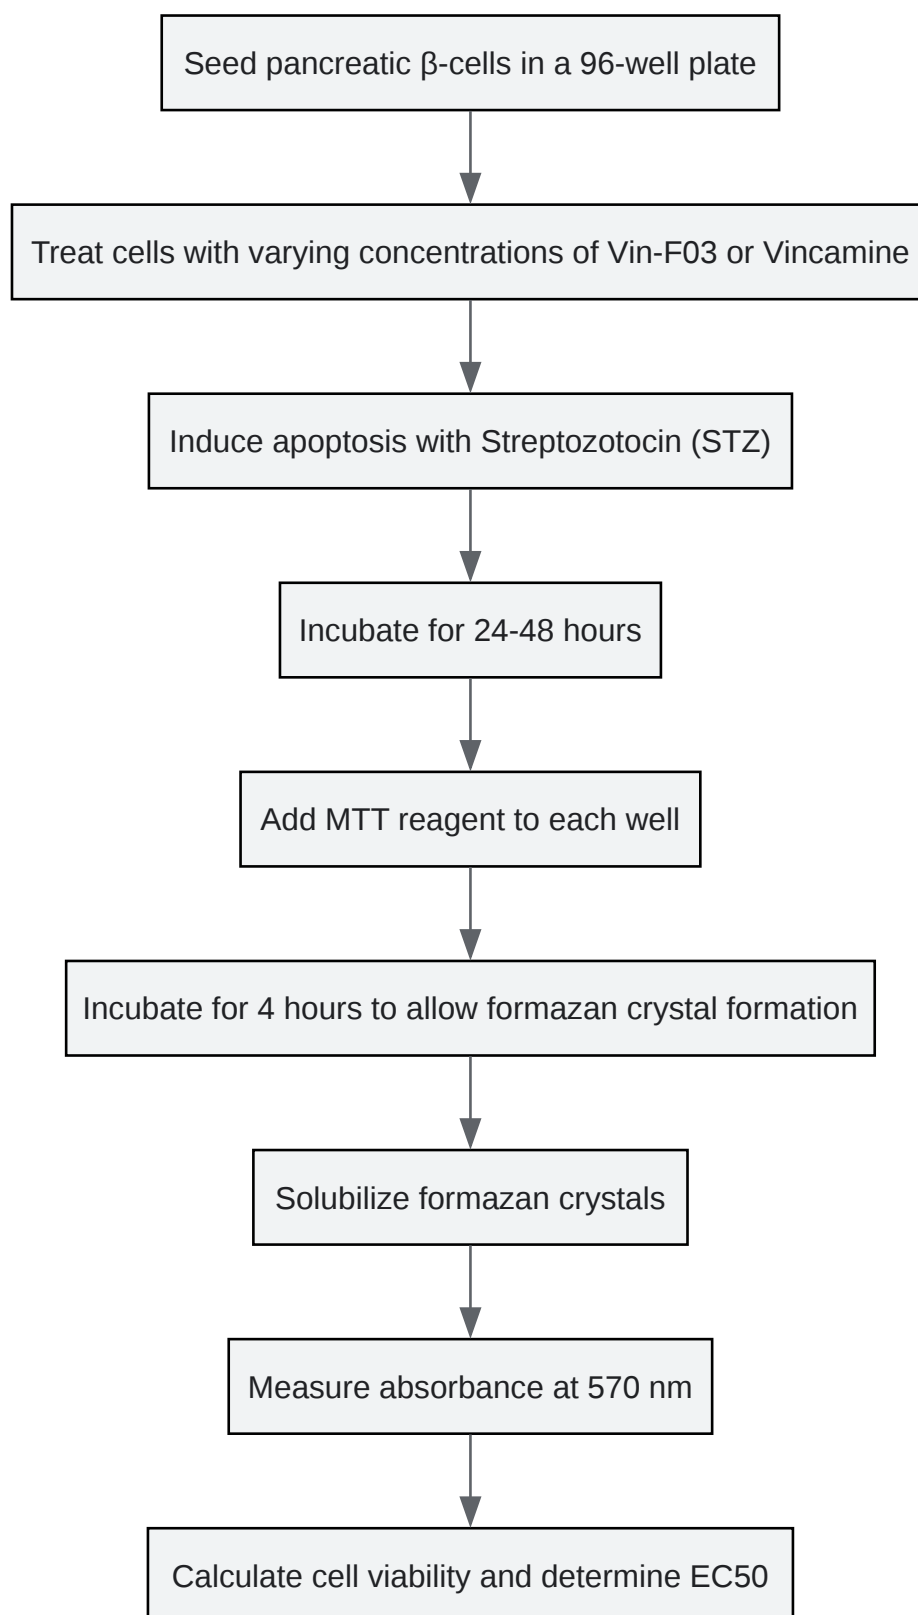 Seed pancreatic β-cells in a 96-well plate
Treat cells with varying concentrations of Vin-F03 or Vincamine
Induce apoptosis with Streptozotocin (STZ)
Incubate for 24-48 hours
Add MTT reagent to each well
Incubate for 4 hours to allow formazan crystal formation
Solubilize formazan crystals
Measure absorbance at 570 nm
Calculate cell viability and determine EC50